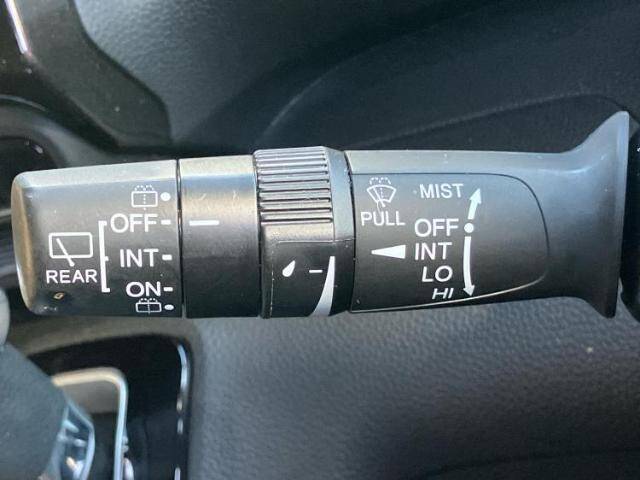 OFF
INT
REAR
ON
PULL
MIST
OFF
INT
LO
HI